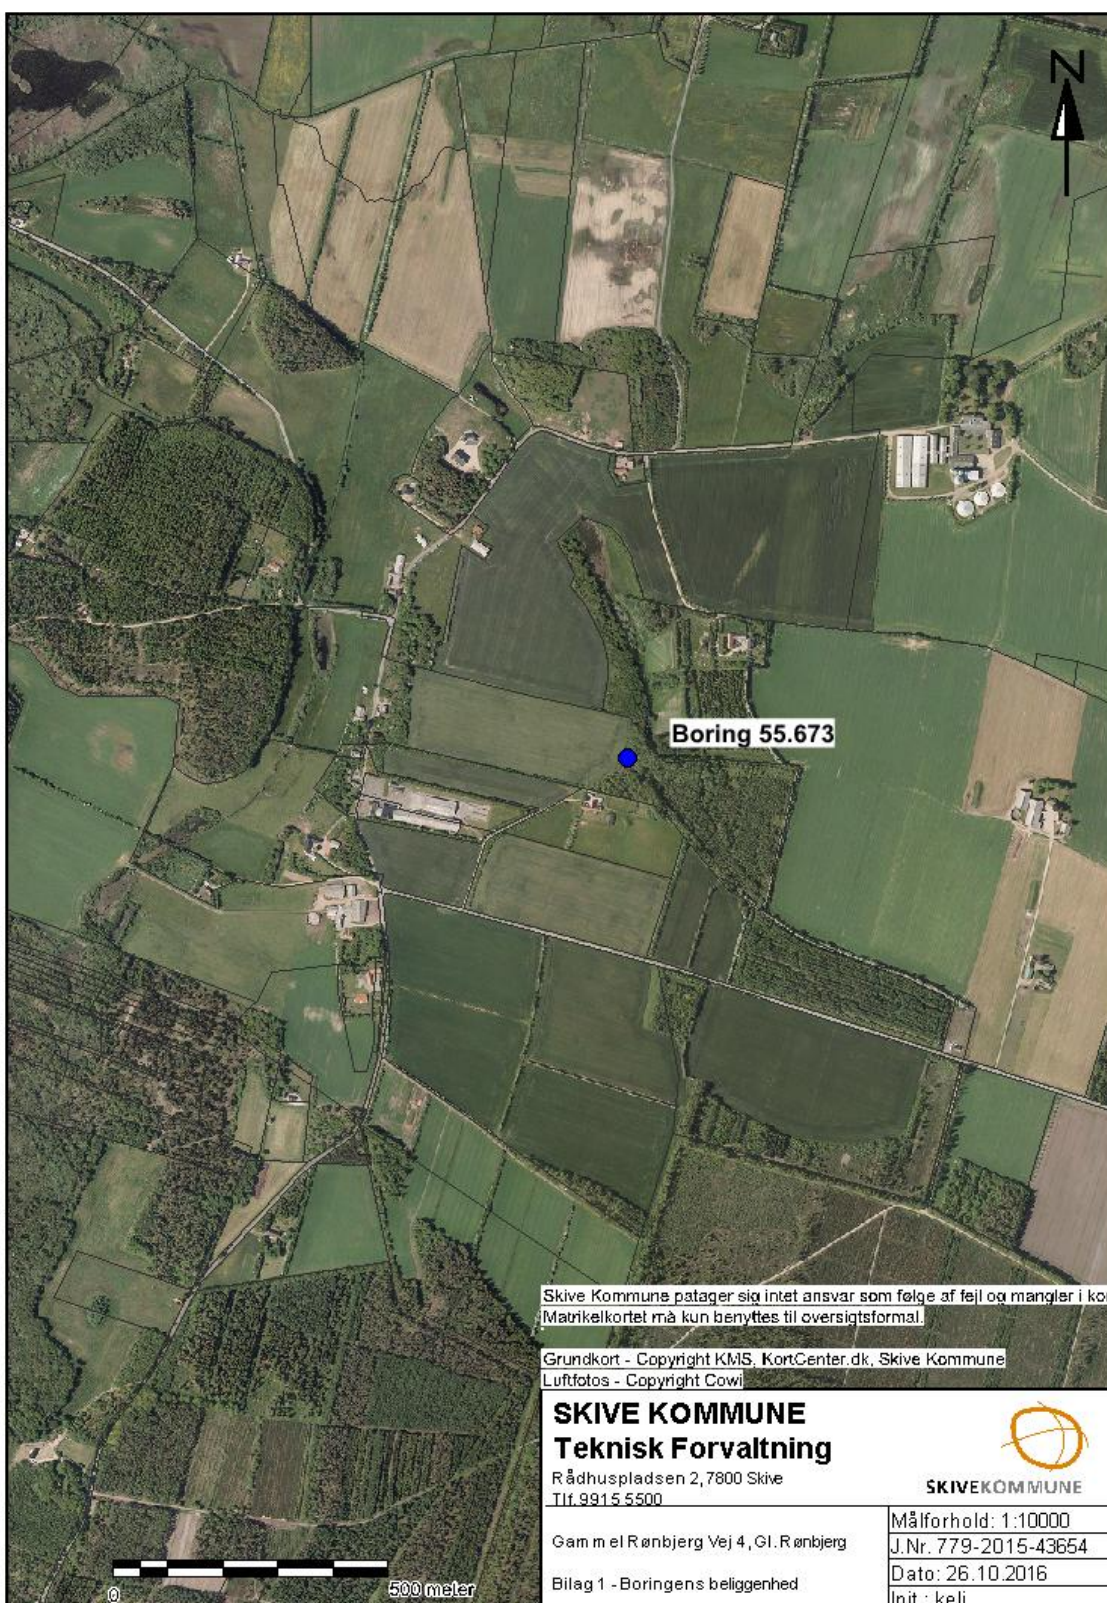 N
Boring 55.673
Skive Kommune patager sig intet ansvar som følge af fejl og mangler i kor
Matrikelkortet må kun benyttes til oversigtsformal.
Grundkort - Copyright KMS, KortCenter.dk, Skive Kommune
Luftfotos - Copyright Cowi
SKIVE KOMMUNE
Teknisk Forvaltning
Rådhuspladsen 2, 7800 Skive
Tlf. 9915 5500
SKIVEKOMMUNE
Gammel Rønbjerg Vej 4, Gl. Rønbjerg
Bilag 1 - Boringens beliggenhed
Målforhold: 1:10000
J.Nr. 779-2015-43654
Dato: 26.10.2016
Init.: keli
0 500 meter